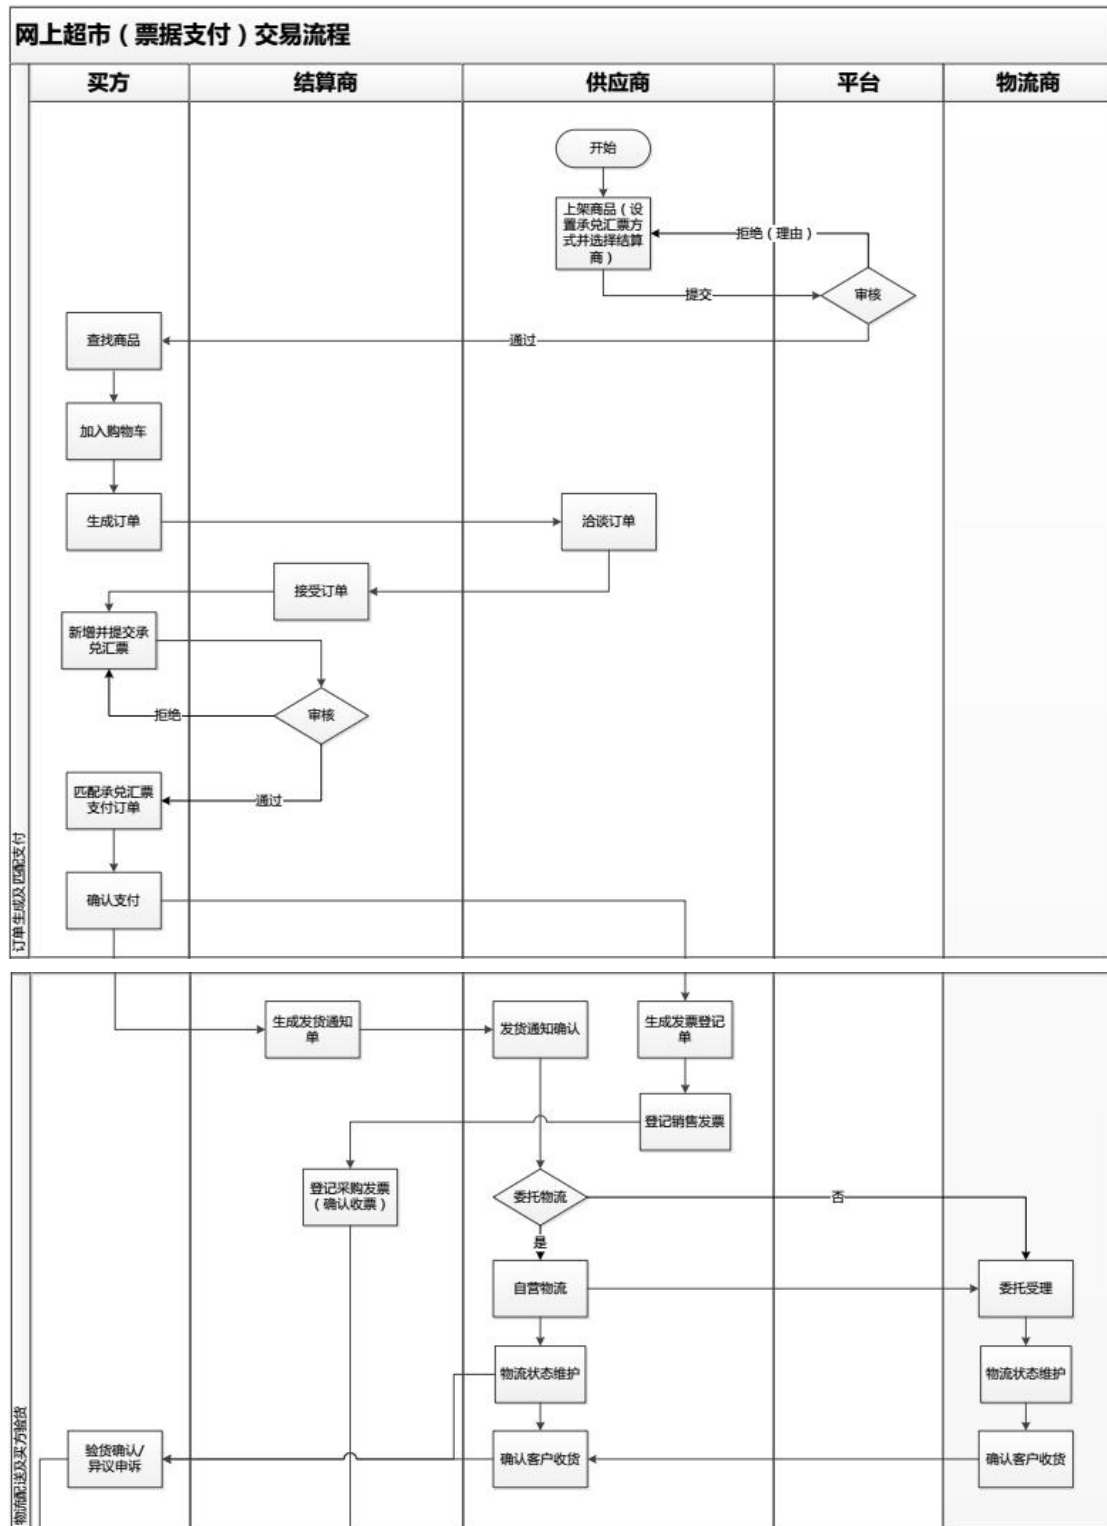 网上超市（票据支付）交易流程
买方
结算商
供应商
平台
物流商
开始
上架商品（设
置承兑汇票方
式并选择结算
商）
拒绝（理由）
提交
审核
查找商品
通过
加入购物车
生成订单
洽谈订单
接受订单
新增并提交承
兑汇票
拒绝
审核
匹配承兑汇票
支付订单
通过
确认支付
订单生成及匹配支付
生成发货通知
单
发货通知确认
生成发票登记
单
登记销售发票
登记采购发票
（确认收票）
委托物流
否
是
自营物流
委托受理
物流状态维护
物流状态维护
验货确认/
异议申诉
确认客户收货
确认客户收货
物流配送及买方验货